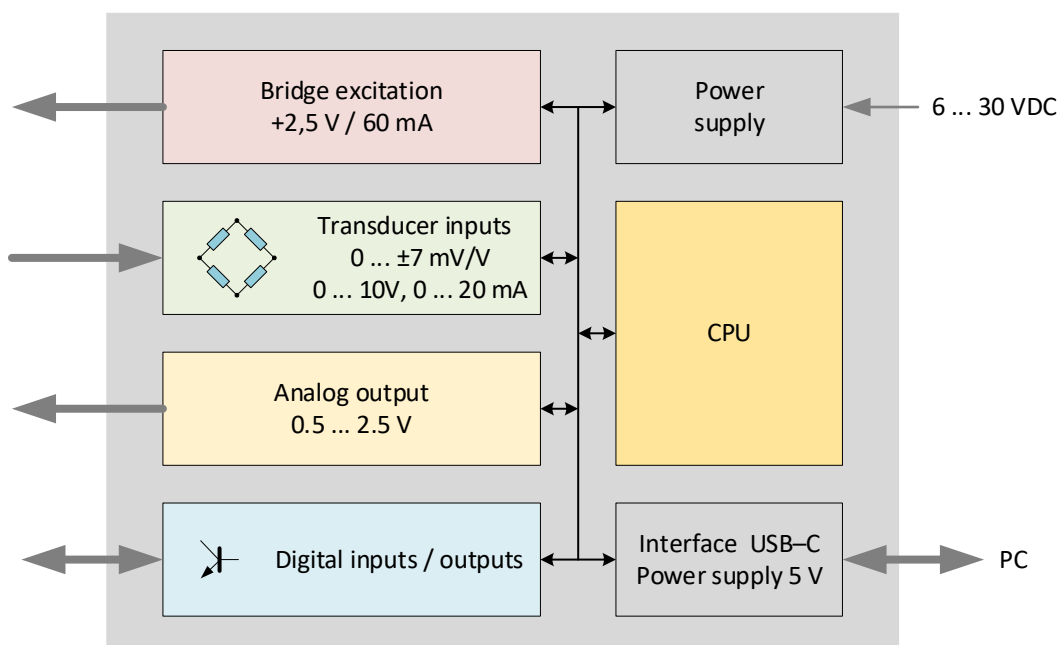 Bridge excitation
+2,5 V / 60 mA
Power
supply
6 ... 30 VDC
Transducer inputs
0 ... ±7 mV/V
0 ... 10V, 0 ... 20 mA
CPU
Analog output
0.5 ... 2.5 V
Digital inputs / outputs
Interface USB–C
Power supply 5 V
PC